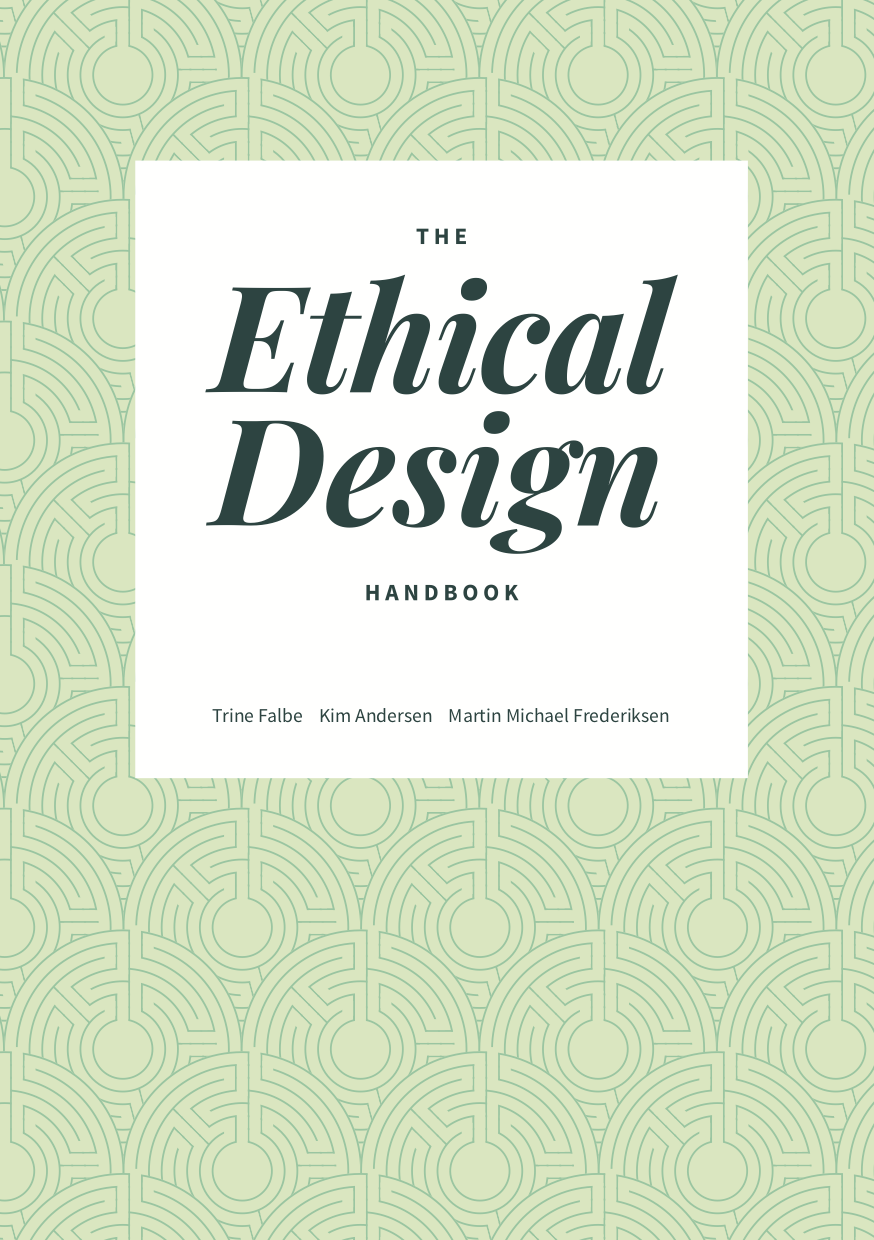 THE
Ethical
Design
HANDBOOK
Trine Falbe Kim Andersen Martin Michael Frederiksen